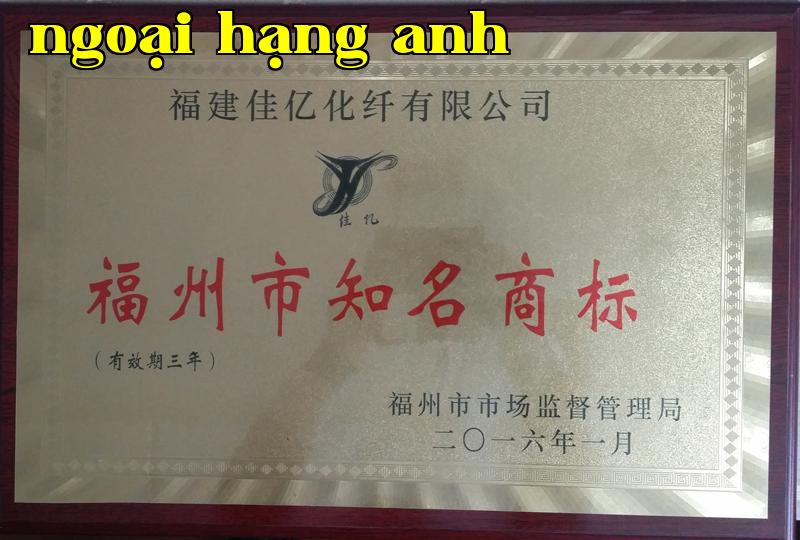 ngoại hạng anh
福建佳亿化纤有限公司
佳亿
福州市知名商标
（有效期三年）
福州市市场监督管理局
二〇一六年一月